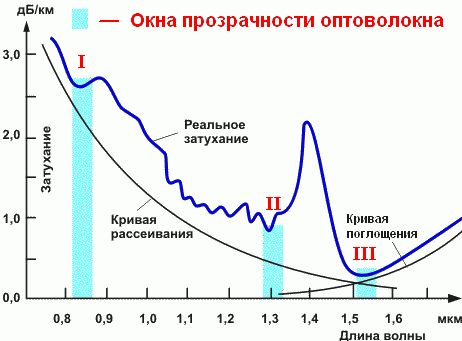 дБ/км
— Окна прозрачности оптоволокна
3,0
I
Затухание
2,0
Реальное
затухание
Кривая
рассеивания
II
1,0
Кривая
поглощения
III
0,0
0,8 0,9 1,0 1,1 1,2 1,3 1,4 1,5 1,6 мкм
Длина волны